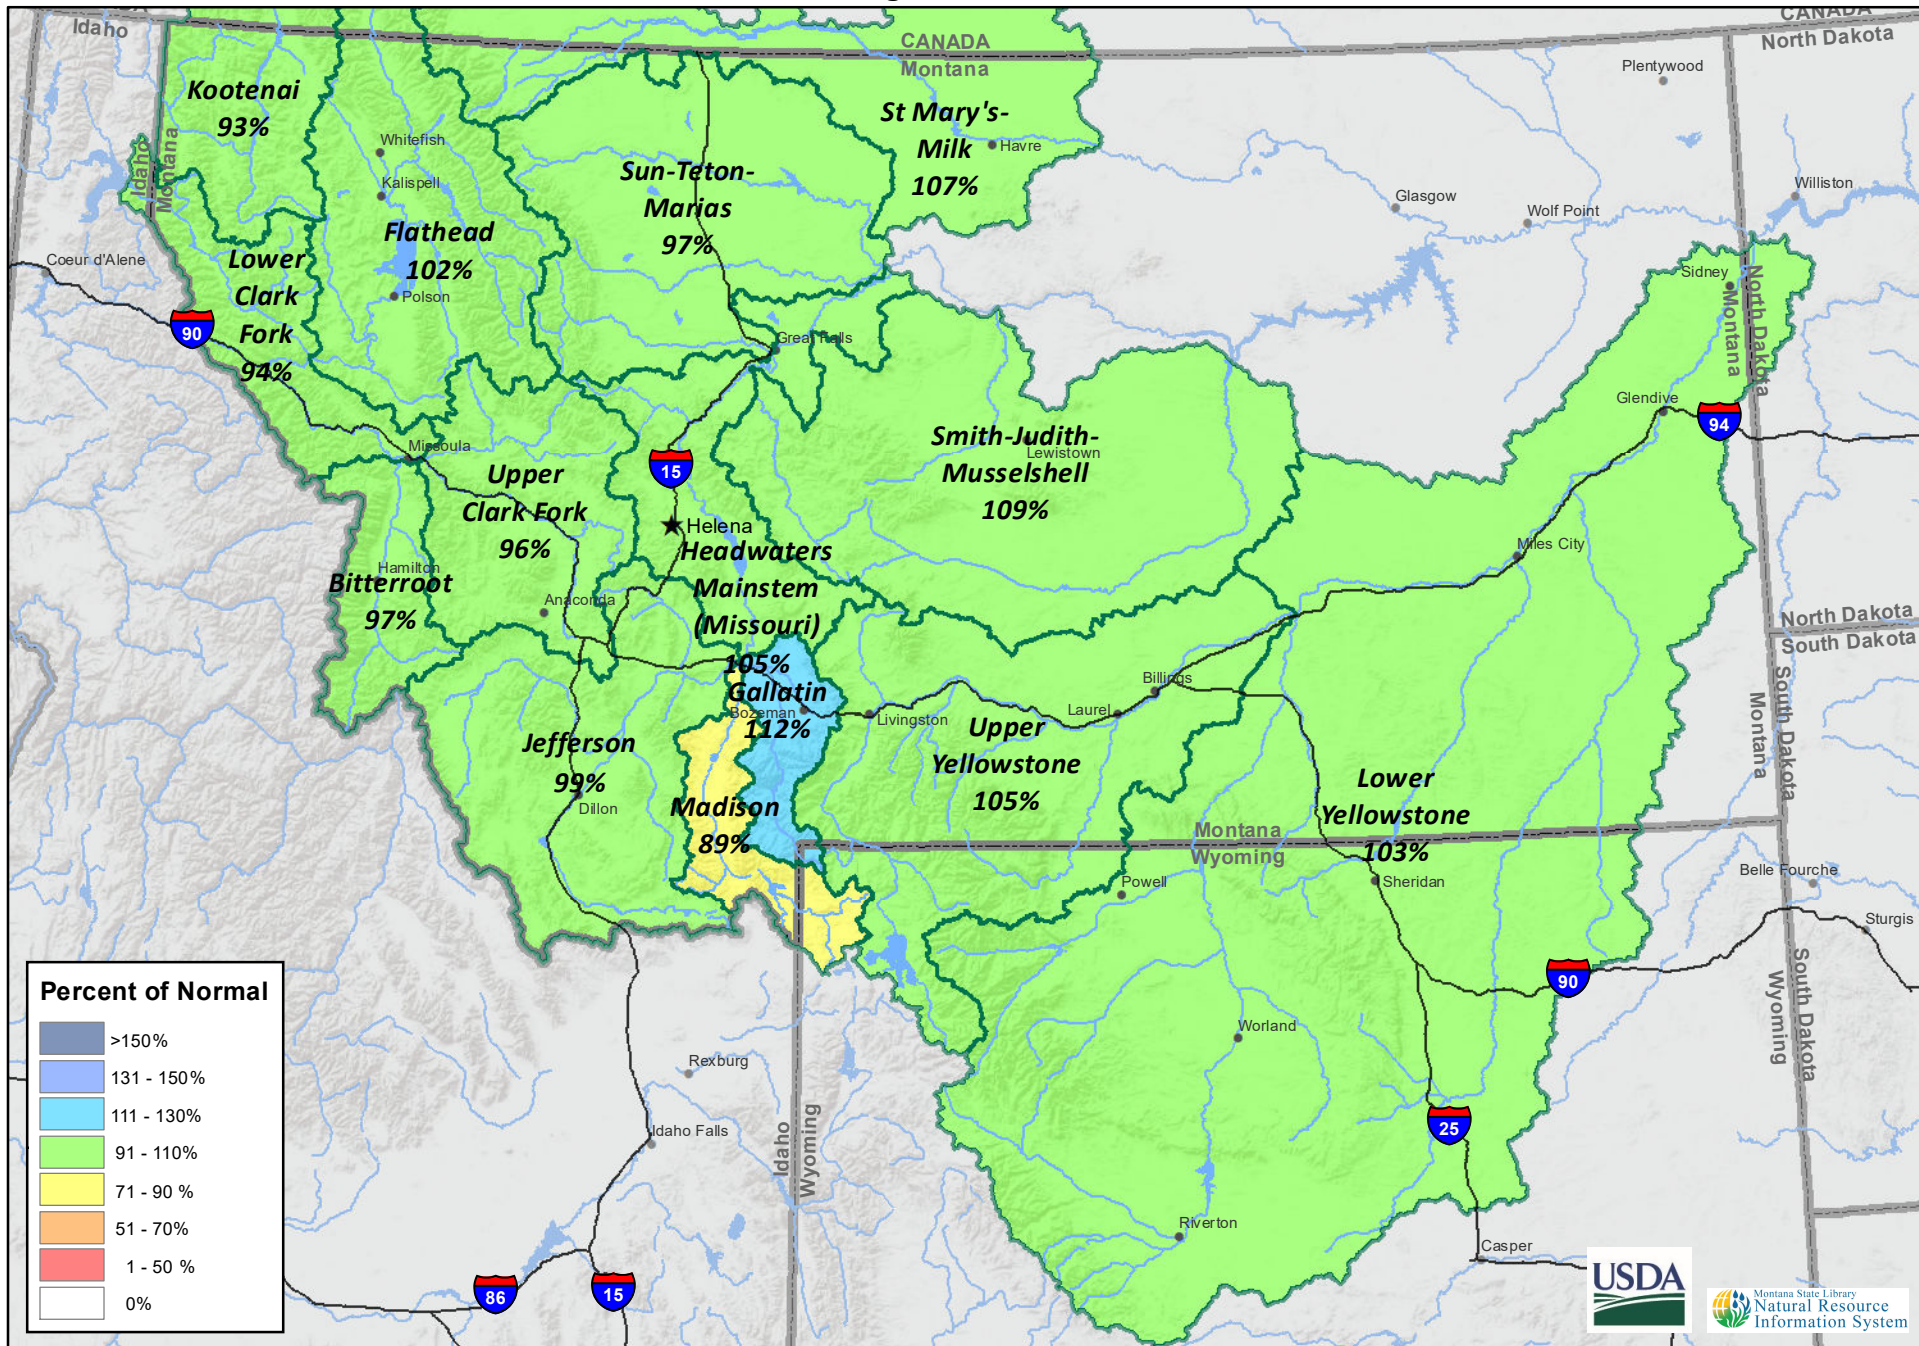 CANADA
Idaho
CANADA
Montana
CANADA
North Dakota
Idaho
Montana
Kootenai
93%
Whitefish
Kalispell
Flathead
102%
Polson
Sun-Teton-
Marias
97%
St Mary's-
Milk
107%
Havre
Plentywood
Glasgow
Wolf Point
Williston
Sidney
North Dakota
Montana
Coeur d'Alene
90
Lower
Clark
Fork
94%
Great Falls
Missoula
15
Upper
Clark Fork
96%
Helena
Headwaters
Mainstem
(Missouri)
105%
Smith-Judith-
Lewistown
Musselshell
109%
Glendive
94
Miles City
Hamilton
Bitterroot
97%
Anaconda
North Dakota
South Dakota
Gallatin
Bozeman
112%
Livingston
Laurel
Billings
Upper
Yellowstone
105%
South Dakota
Montana
Jefferson
99%
Dillon
Madison
89%
Lower
Yellowstone
103%
Montana
Wyoming
Powell
Sheridan
Belle Fourche
Sturgis
90
South Dakota
Wyoming
Worland
Rexburg
Idaho Falls
Idaho
Wyoming
25
Riverton
Casper
86
15
Percent of Normal
>150%
131 - 150%
111 - 130%
91 - 110%
71 - 90 %
51 - 70%
1 - 50 %
0%
USDA
Montana State Library
Natural Resource
Information System